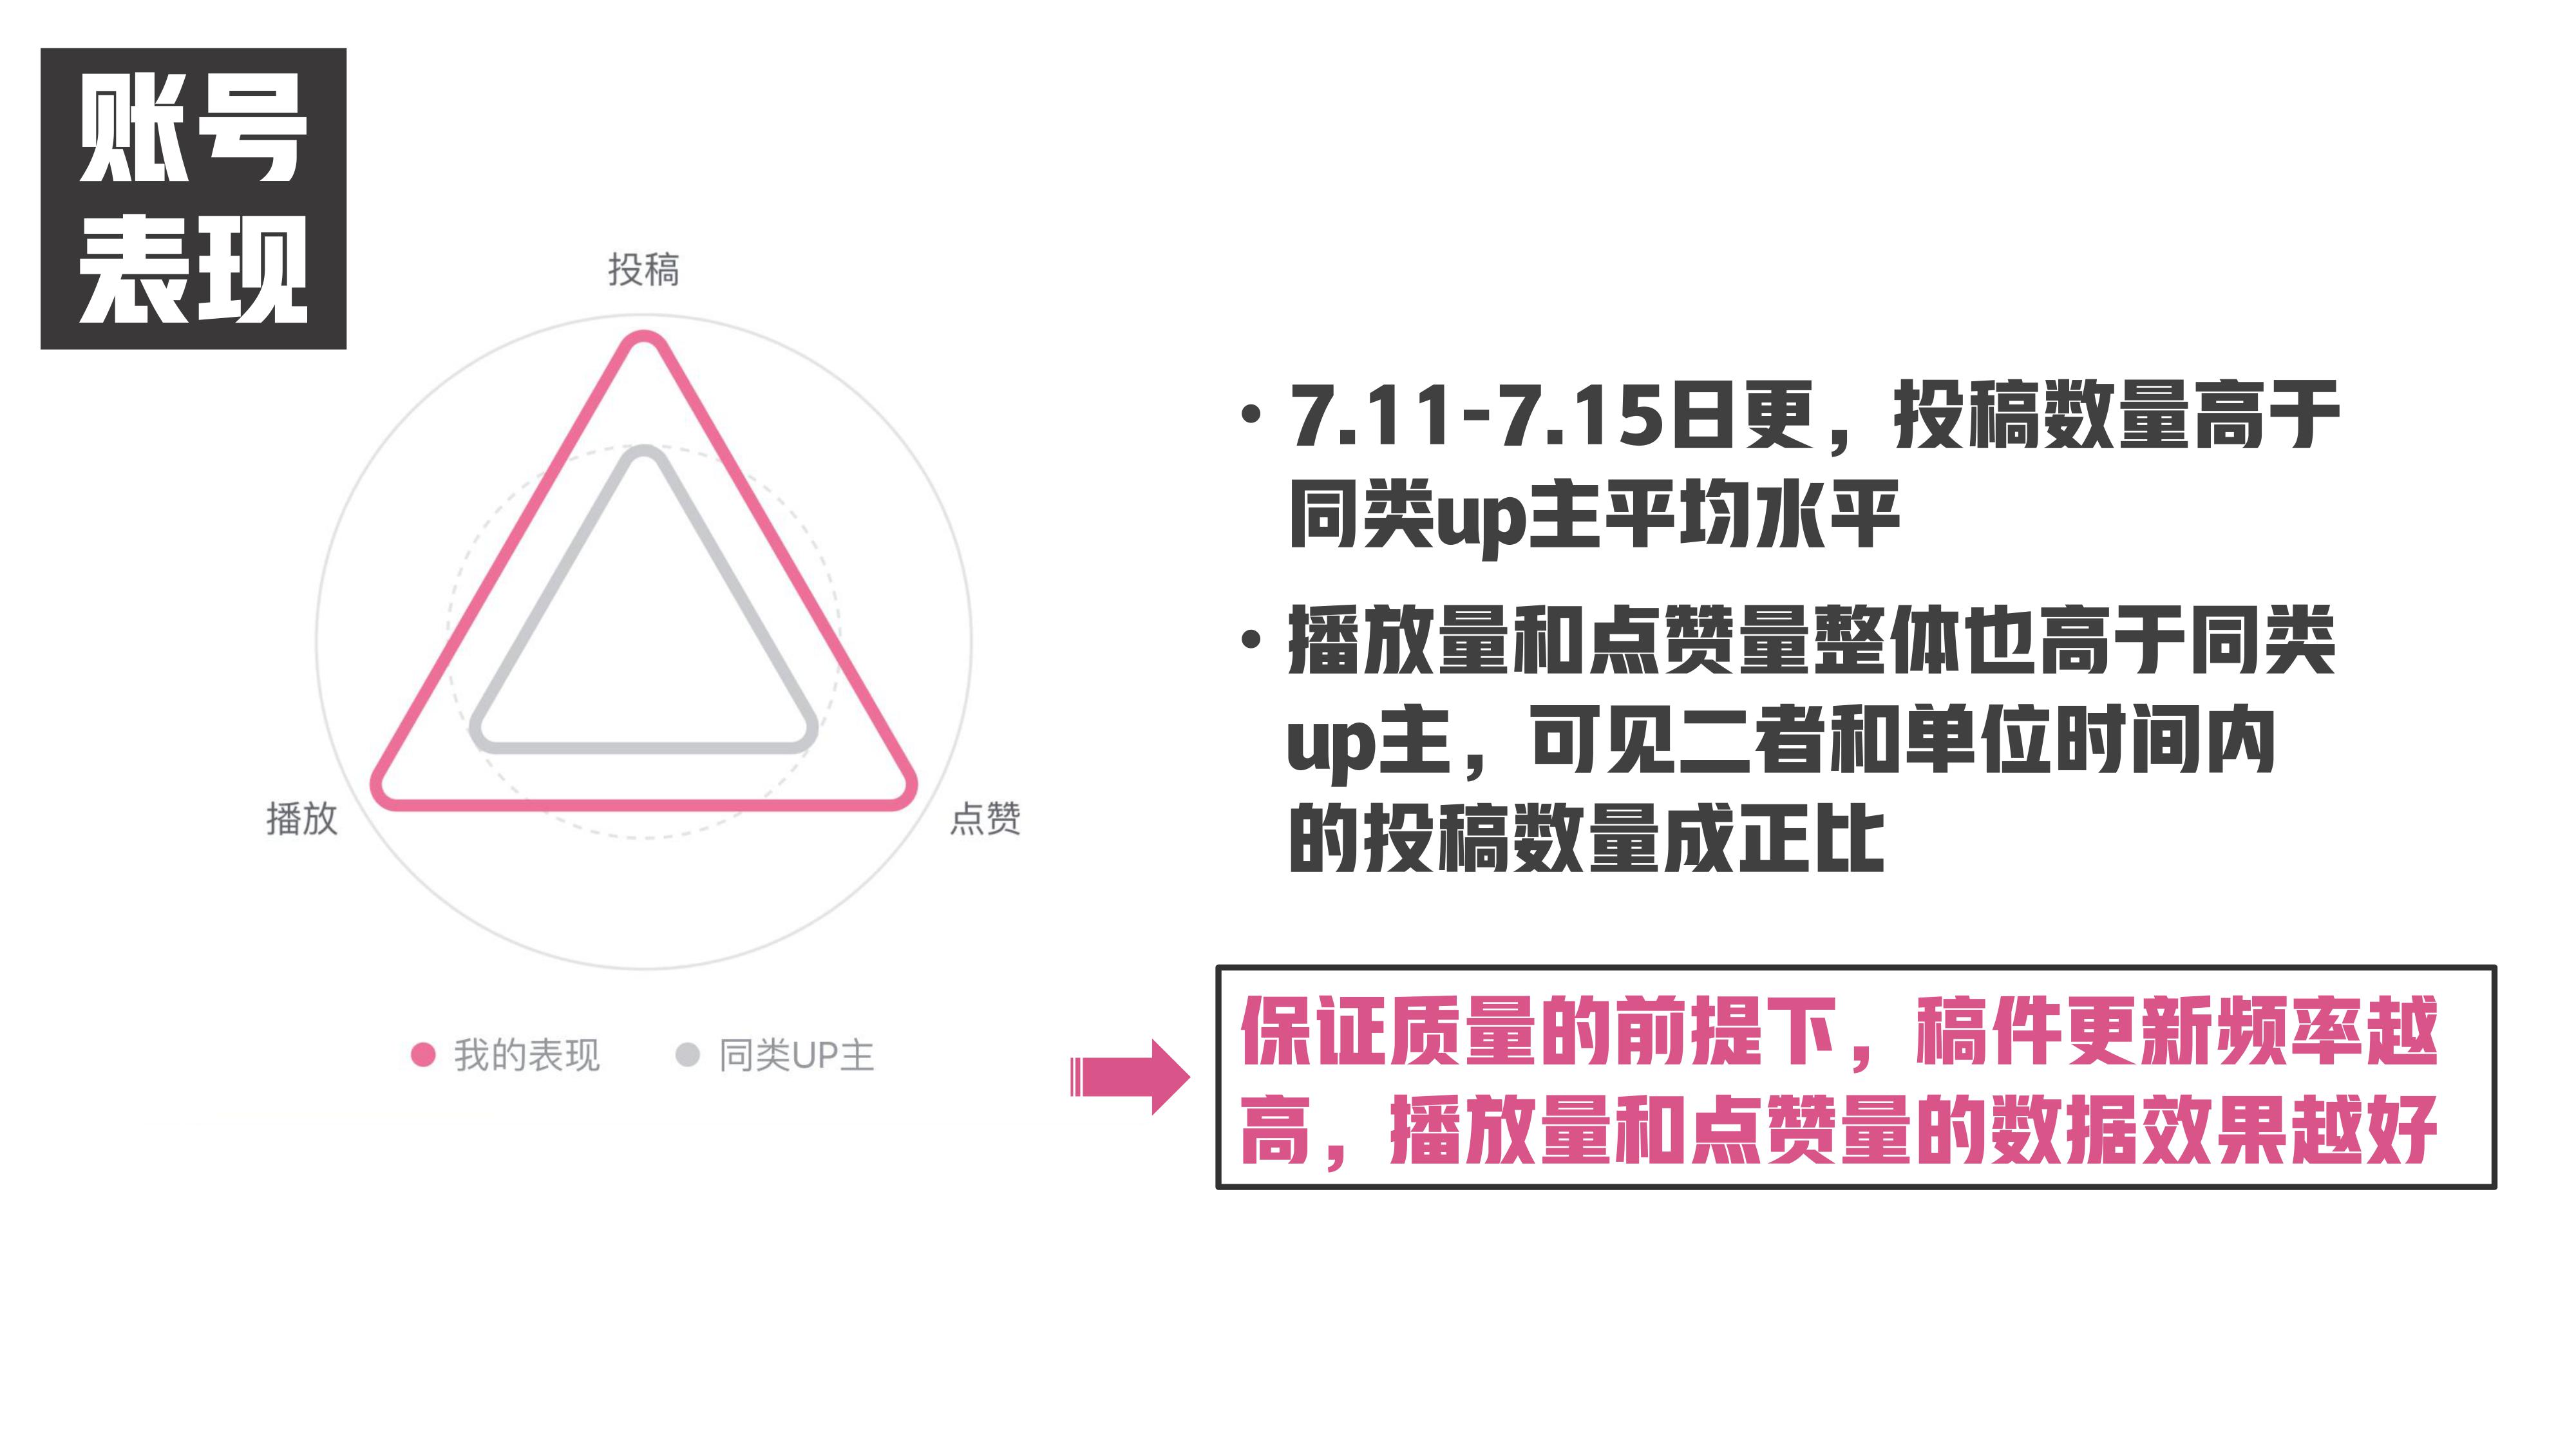 账号
表现
投稿
播放
点赞
我的表现
同类UP主
• 7.11-7.15日更，投稿数量高于
同类up主平均水平
• 播放量和点赞量整体也高于同类
up主，可见二者和单位时间内
的投稿数量成正比
保证质量的前提下，稿件更新频率越
高，播放量和点赞量的数据效果越好